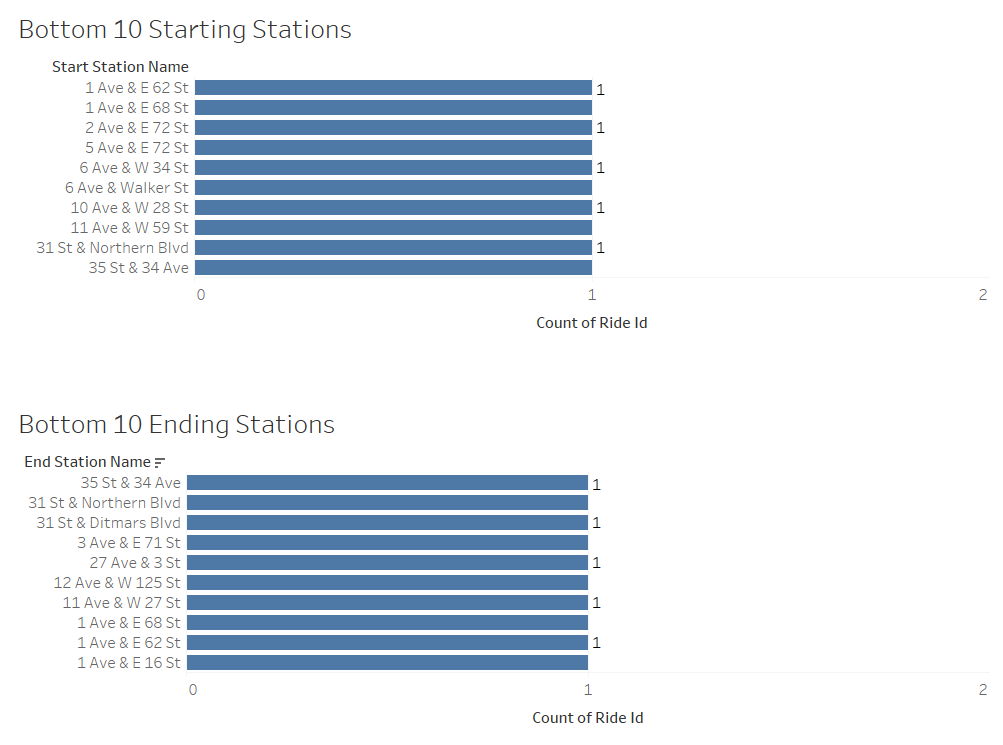 Bottom 10 Starting Stations
Start Station Name
1 Ave & E 62 St 1
1 Ave & E 68 St
2 Ave & E 72 St 1
5 Ave & E 72 St
6 Ave & W 34 St 1
6 Ave & Walker St
10 Ave & W 28 St 1
11 Ave & W 59 St
31 St & Northern Blvd 1
35 St & 34 Ave
0 1 2
Count of Ride Id
Bottom 10 Ending Stations
End Station Name
35 St & 34 Ave 1
31 St & Northern Blvd
31 St & Ditmars Blvd 1
3 Ave & E 71 St
27 Ave & 3 St 1
12 Ave & W 125 St
11 Ave & W 27 St 1
1 Ave & E 68 St
1 Ave & E 62 St 1
1 Ave & E 16 St
0 1 2
Count of Ride Id